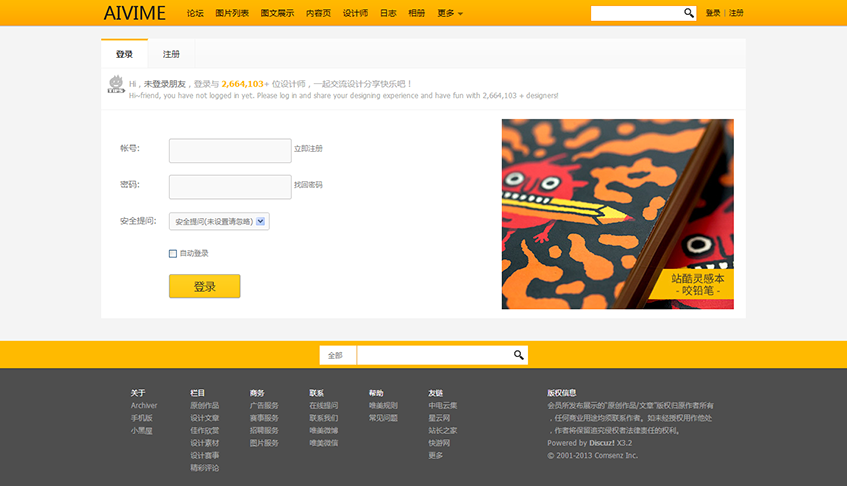 AIVIME 论坛 图片列表 图文展示 内容页 设计师 日志 相册 更多 登录 | 注册
登录 注册
Hi，未登录朋友，登录与 2,664,103+ 位设计师，一起交流设计分享快乐吧！
TIPS
Hi~friend, you have not logged in yet. Please log in and share your designing experience and have fun with 2,664,103 + designers!
帐号: 立即注册
密码: 找回密码
安全提问: 安全提问(未设置请忽略)
自动登录
登录
站酷灵感本
- 咬铅笔 -
全部
关于 栏目 商务 联系 帮助 友链 版权信息
Archiver 原创作品 广告服务 在线提问 唯美规则 中电云集 会员所发布展示的“原创作品/文章”版权归原作者所有
手机版 设计文章 赛事服务 联系我们 常见问题 星云网 ，任何商业用途均须联系作者。如未经授权用作他处
小黑屋 佳作欣赏 招聘服务 唯美微博 站长之家 ，作者将保留追究侵权者法律责任的权利。
设计素材 图片服务 唯美微信 快游网 Powered by Discuz! X3.2
设计赛事 更多 © 2001-2013 Comsenz Inc.
精彩评论